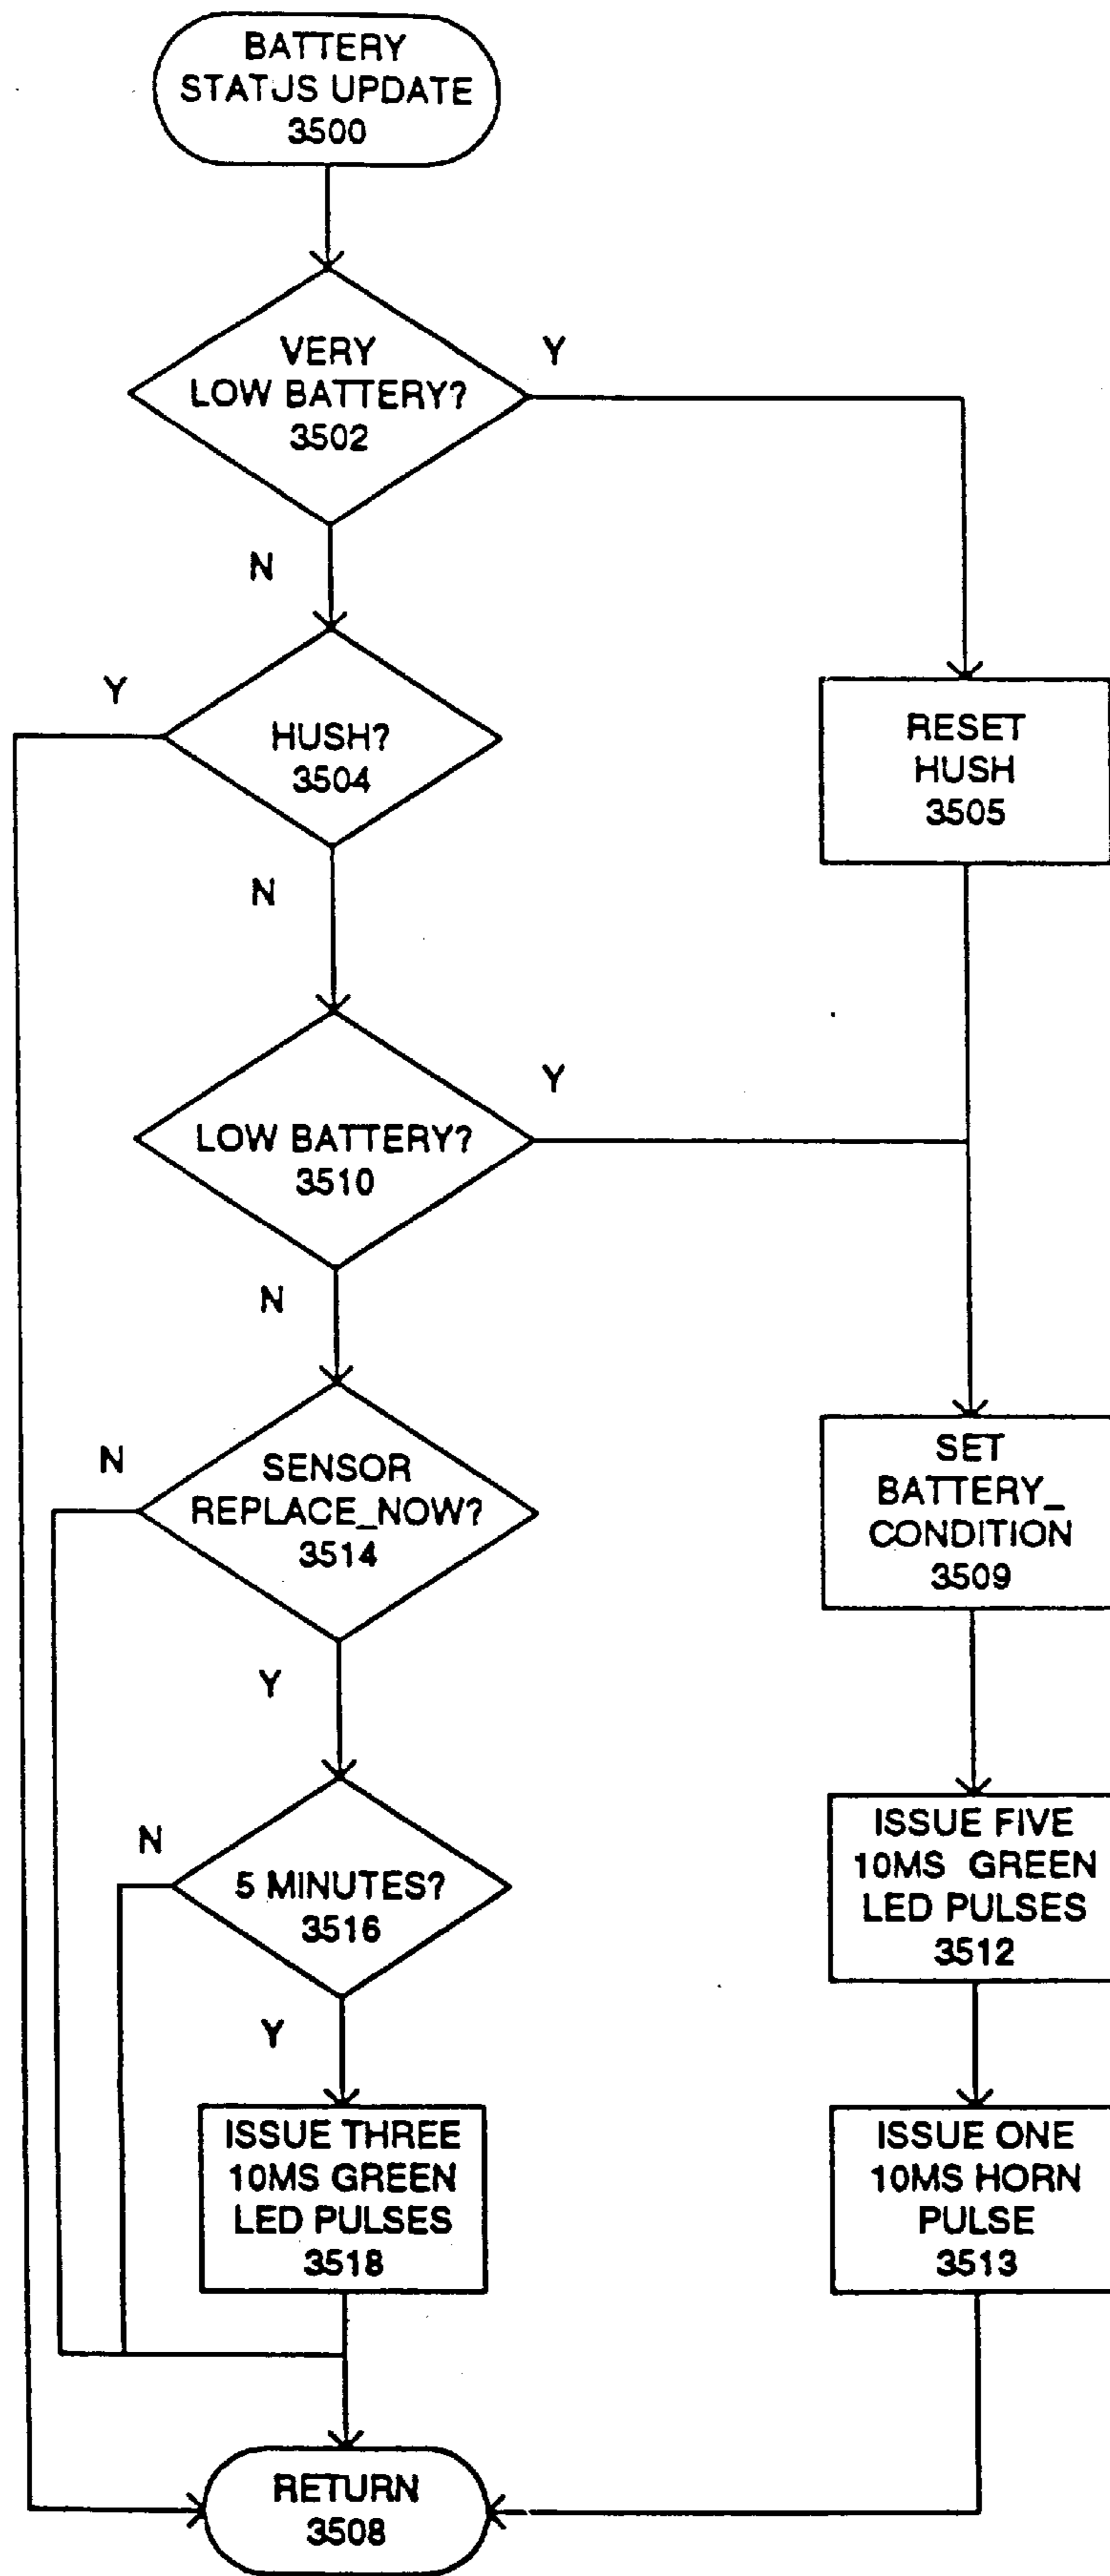 BATTERY
STATUS UPDATE
3500
VERY
LOW BATTERY?
3502
Y
N
Y
HUSH?
3504
RESET
HUSH
3505
N
LOW BATTERY?
3510
Y
N
N
SENSOR
REPLACE_NOW?
3514
SET
BATTERY_
CONDITION
3509
Y
N
5 MINUTES?
3516
ISSUE FIVE
10MS GREEN
LED PULSES
3512
Y
ISSUE THREE
10MS GREEN
LED PULSES
3518
ISSUE ONE
10MS HORN
PULSE
3513
RETURN
3508